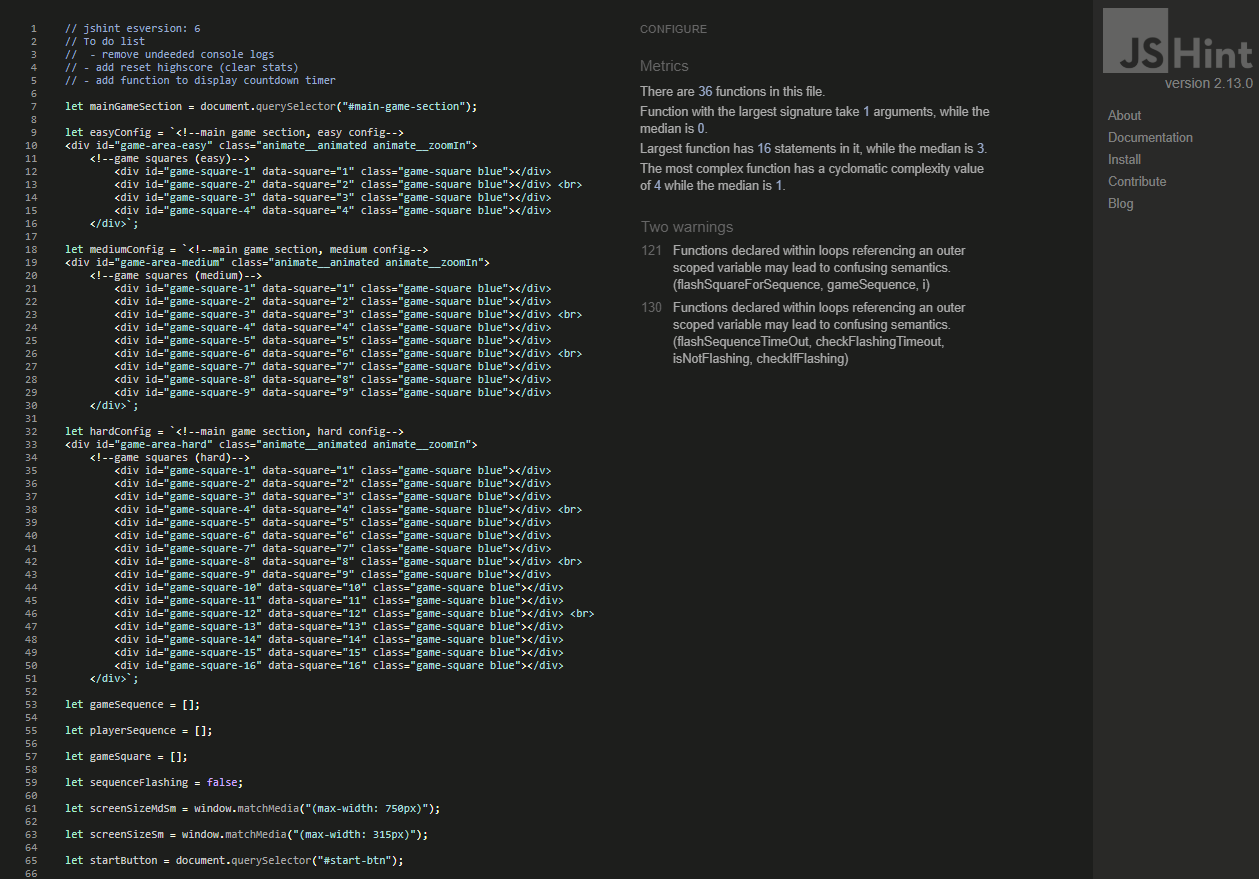 1 // jshint esversion: 6
2 // To do list
3 //  - remove undeeded console logs
4 // - add reset highscore (clear stats)
5 // - add function to display countdown timer
6
7 let mainGameSection = document.querySelector("#main-game-section");
8
9 let easyConfig = `<!--main game section, easy config-->
10 <div id="game-area-easy" class="animate__animated animate__zoomIn">
11     <!--game squares (easy)-->
12         <div id="game-square-1" data-square="1" class="game-square blue"></div>
13         <div id="game-square-2" data-square="2" class="game-square blue"></div> <br>
14         <div id="game-square-3" data-square="3" class="game-square blue"></div>
15         <div id="game-square-4" data-square="4" class="game-square blue"></div>
16     </div>`;
17
18 let mediumConfig = `<!--main game section, medium config-->
19 <div id="game-area-medium" class="animate__animated animate__zoomIn">
20     <!--game squares (medium)-->
21         <div id="game-square-1" data-square="1" class="game-square blue"></div>
22         <div id="game-square-2" data-square="2" class="game-square blue"></div>
23         <div id="game-square-3" data-square="3" class="game-square blue"></div> <br>
24         <div id="game-square-4" data-square="4" class="game-square blue"></div>
25         <div id="game-square-5" data-square="5" class="game-square blue"></div>
26         <div id="game-square-6" data-square="6" class="game-square blue"></div> <br>
27         <div id="game-square-7" data-square="7" class="game-square blue"></div>
28         <div id="game-square-8" data-square="8" class="game-square blue"></div>
29         <div id="game-square-9" data-square="9" class="game-square blue"></div>
30     </div>`;
31
32 let hardConfig = `<!--main game section, hard config-->
33 <div id="game-area-hard" class="animate__animated animate__zoomIn">
34     <!--game squares (hard)-->
35         <div id="game-square-1" data-square="1" class="game-square blue"></div>
36         <div id="game-square-2" data-square="2" class="game-square blue"></div>
37         <div id="game-square-3" data-square="3" class="game-square blue"></div>
38         <div id="game-square-4" data-square="4" class="game-square blue"></div> <br>
39         <div id="game-square-5" data-square="5" class="game-square blue"></div>
40         <div id="game-square-6" data-square="6" class="game-square blue"></div>
41         <div id="game-square-7" data-square="7" class="game-square blue"></div>
42         <div id="game-square-8" data-square="8" class="game-square blue"></div> <br>
43         <div id="game-square-9" data-square="9" class="game-square blue"></div>
44         <div id="game-square-10" data-square="10" class="game-square blue"></div>
45         <div id="game-square-11" data-square="11" class="game-square blue"></div>
46         <div id="game-square-12" data-square="12" class="game-square blue"></div> <br>
47         <div id="game-square-13" data-square="13" class="game-square blue"></div>
48         <div id="game-square-14" data-square="14" class="game-square blue"></div>
49         <div id="game-square-15" data-square="15" class="game-square blue"></div>
50         <div id="game-square-16" data-square="16" class="game-square blue"></div>
51     </div>`;
52
53 let gameSequence = [];
54
55 let playerSequence = [];
56
57 let gameSquare = [];
58
59 let sequenceFlashing = false;
60
61 let screenSizeMdSm = window.matchMedia("(max-width: 750px)");
62
63 let screenSizeSm = window.matchMedia("(max-width: 315px)");
64
65 let startButton = document.querySelector("#start-btn");
66
CONFIGURE
Metrics
There are 36 functions in this file.
Function with the largest signature take 1 arguments, while the
median is 0.
Largest function has 16 statements in it, while the median is 3.
The most complex function has a cyclomatic complexity value
of 4 while the median is 1.
Two warnings
121 Functions declared within loops referencing an outer
scoped variable may lead to confusing semantics.
(flashSquareForSequence, gameSequence, i)
130 Functions declared within loops referencing an outer
scoped variable may lead to confusing semantics.
(flashSequenceTimeOut, checkFlashingTimeout,
isNotFlashing, checkIfFlashing)
JSHint
version 2.13.0
About
Documentation
Install
Contribute
Blog